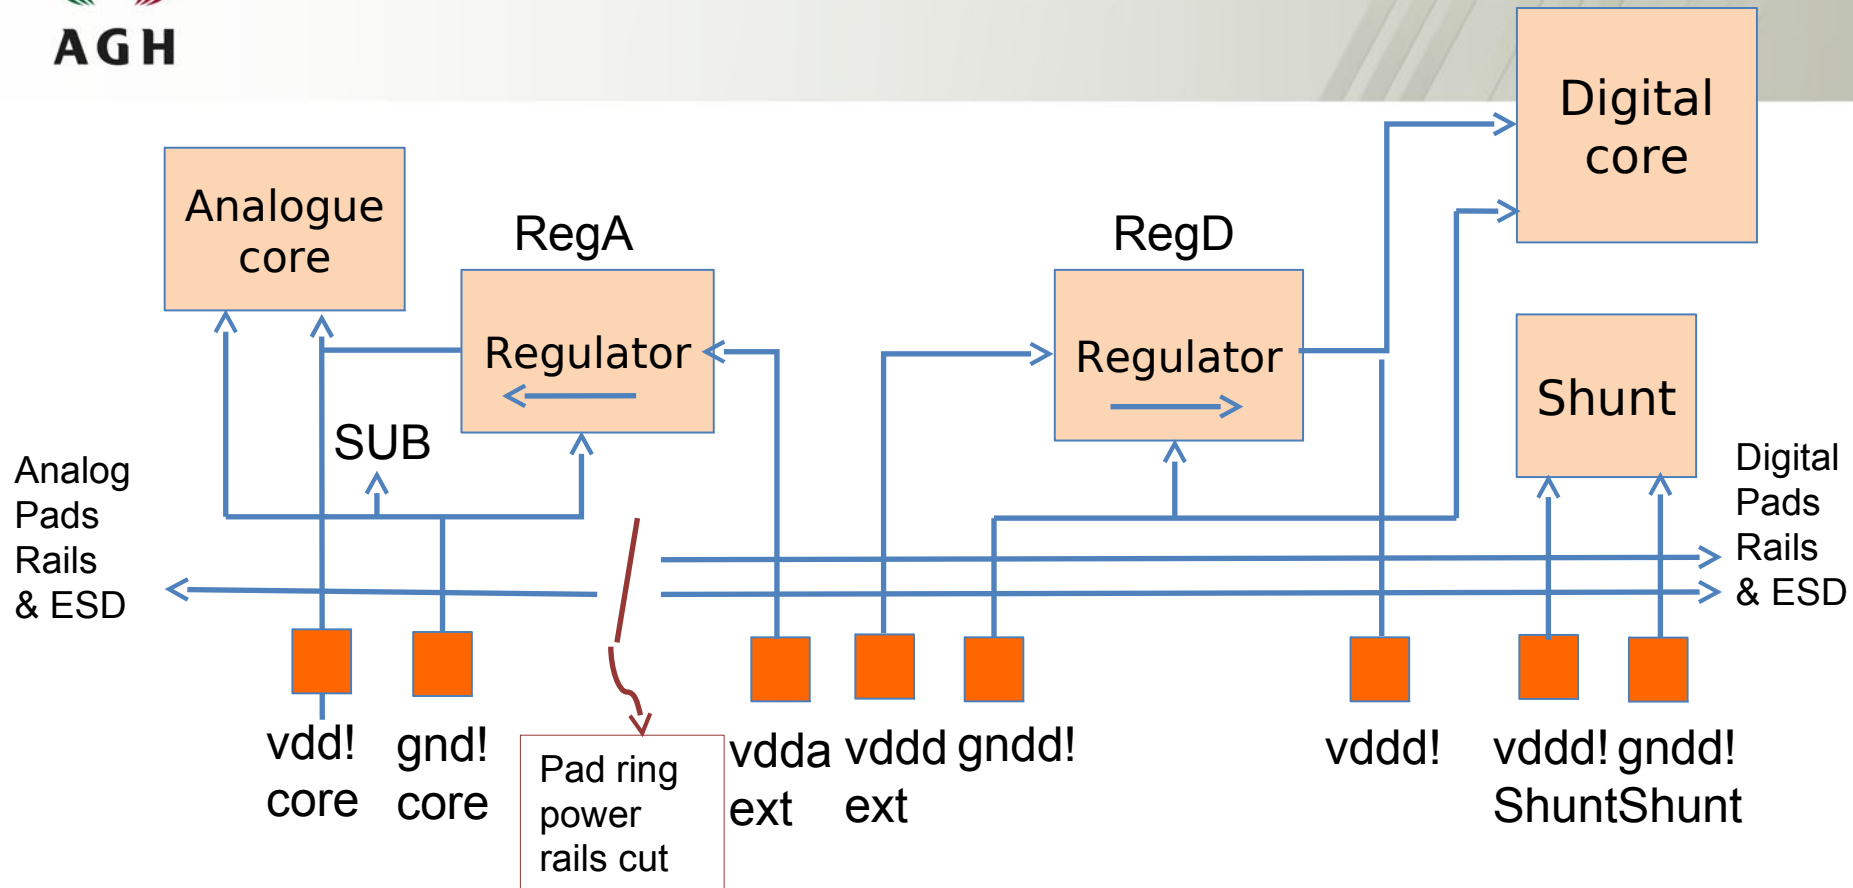 AGH
Digital
core
Analogue
core
RegA
RegD
Regulator
Regulator
Shunt
SUB
Analog
Pads
Rails
& ESD
Digital
Pads
Rails
& ESD
vdd!
core
gnd!
core
Pad ring
power
rails cut
vdda
ext
vddd
ext
gndd!
vddd!
vddd!
Shunt
gndd!
Shunt